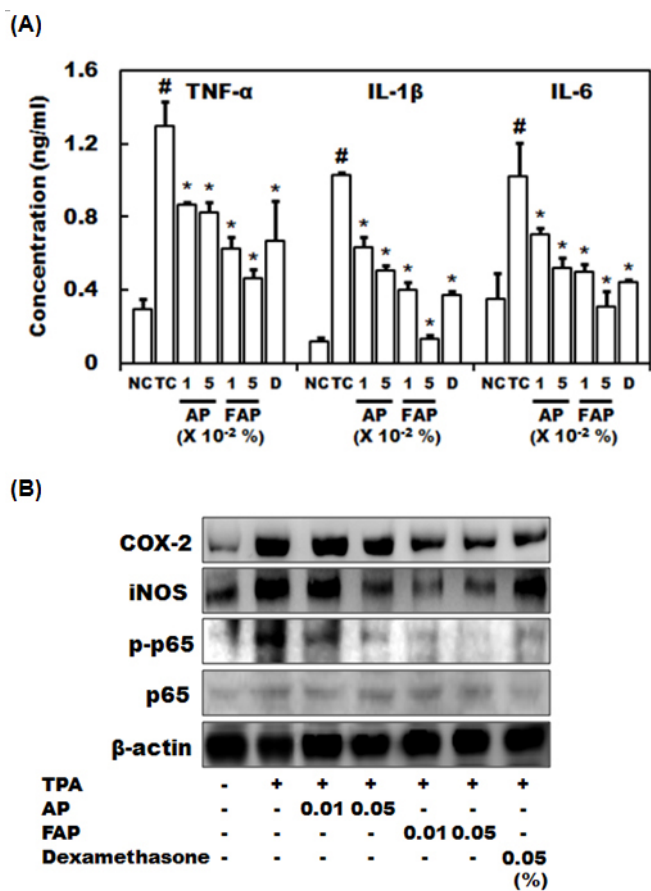 (A)
1.6
1.2
0.8
0.4
0
Concentration (ng/ml)
TNF-α IL-1β IL-6
# # #
* * * * * * * * * * * * * * *
NC TC 1 5 1 5 D NC TC 1 5 1 5 D NC TC 1 5 1 5 D
AP FAP AP FAP AP FAP
(X 10⁻² %) (X 10⁻² %) (X 10⁻² %)
(B)
COX-2
iNOS
p-p65
p65
β-actin
TPA - + + + + + +
AP - - 0.01 0.05 - - -
FAP - - - - 0.01 0.05 -
Dexamethasone - - - - - - 0.05
(%)